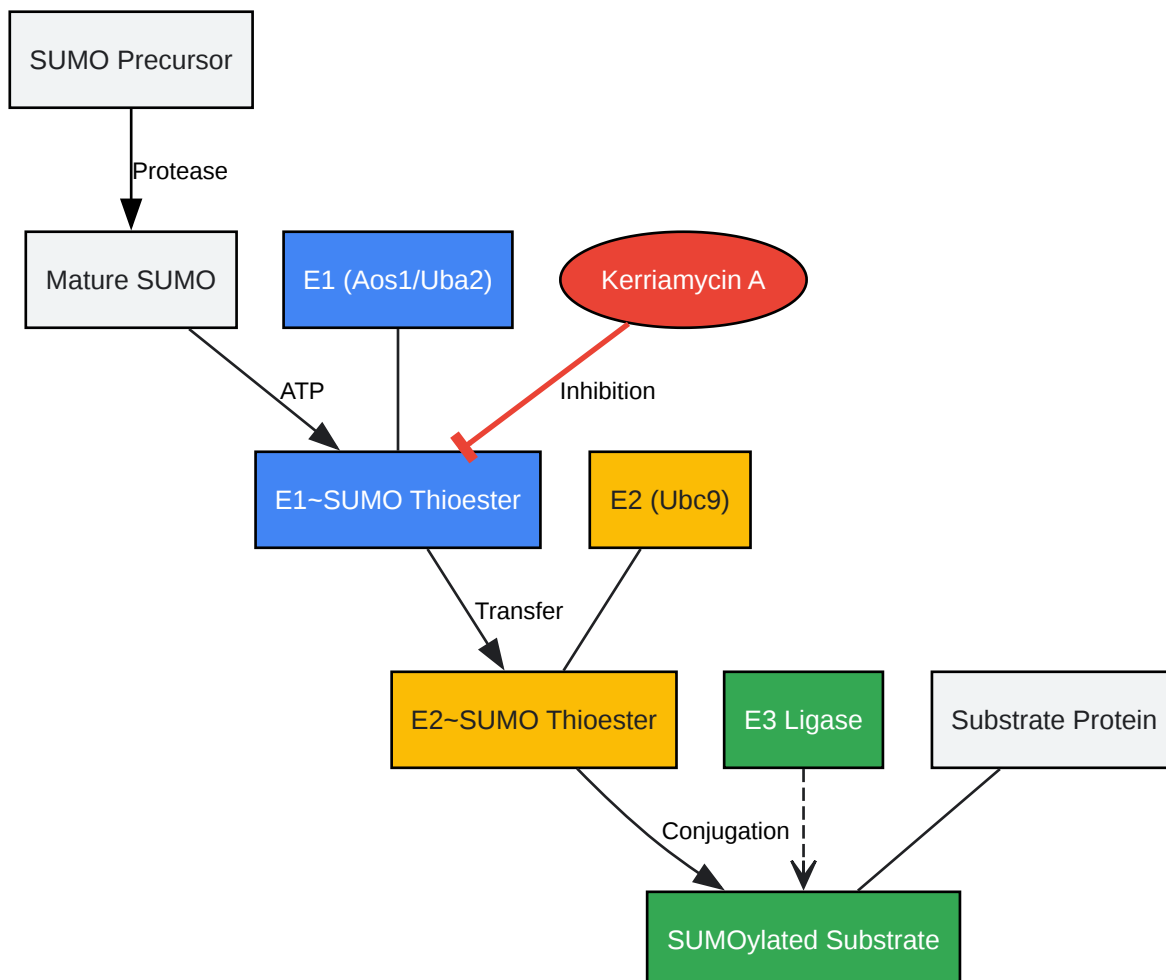 SUMO Precursor
Protease
Mature SUMO
E1 (Aos1/Uba2)
Kerriamycin A
ATP
Inhibition
E1~SUMO Thioester
E2 (Ubc9)
Transfer
E2~SUMO Thioester
E3 Ligase
Substrate Protein
Conjugation
SUMOylated Substrate